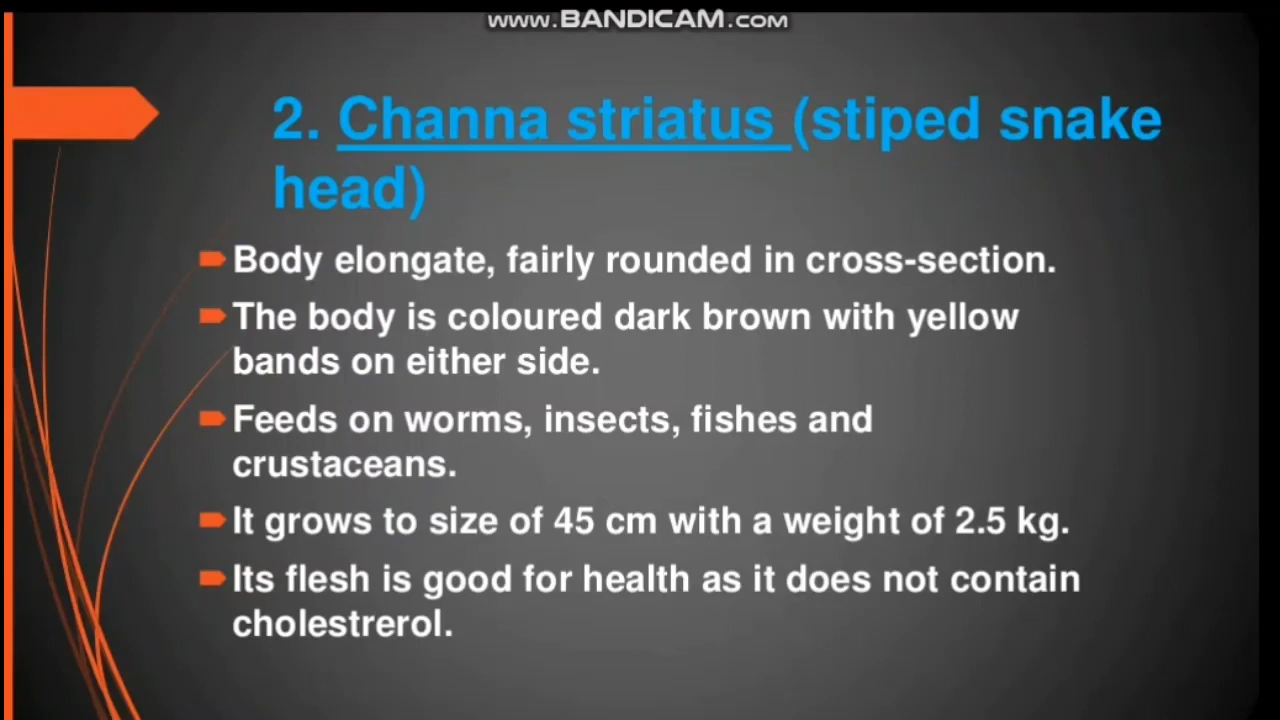 www.BANDICAM.com
2. Channa striatus (stiped snake
head)
Body elongate, fairly rounded in cross-section.
The body is coloured dark brown with yellow
bands on either side.
Feeds on worms, insects, fishes and
crustaceans.
It grows to size of 45 cm with a weight of 2.5 kg.
Its flesh is good for health as it does not contain
cholestrerol.